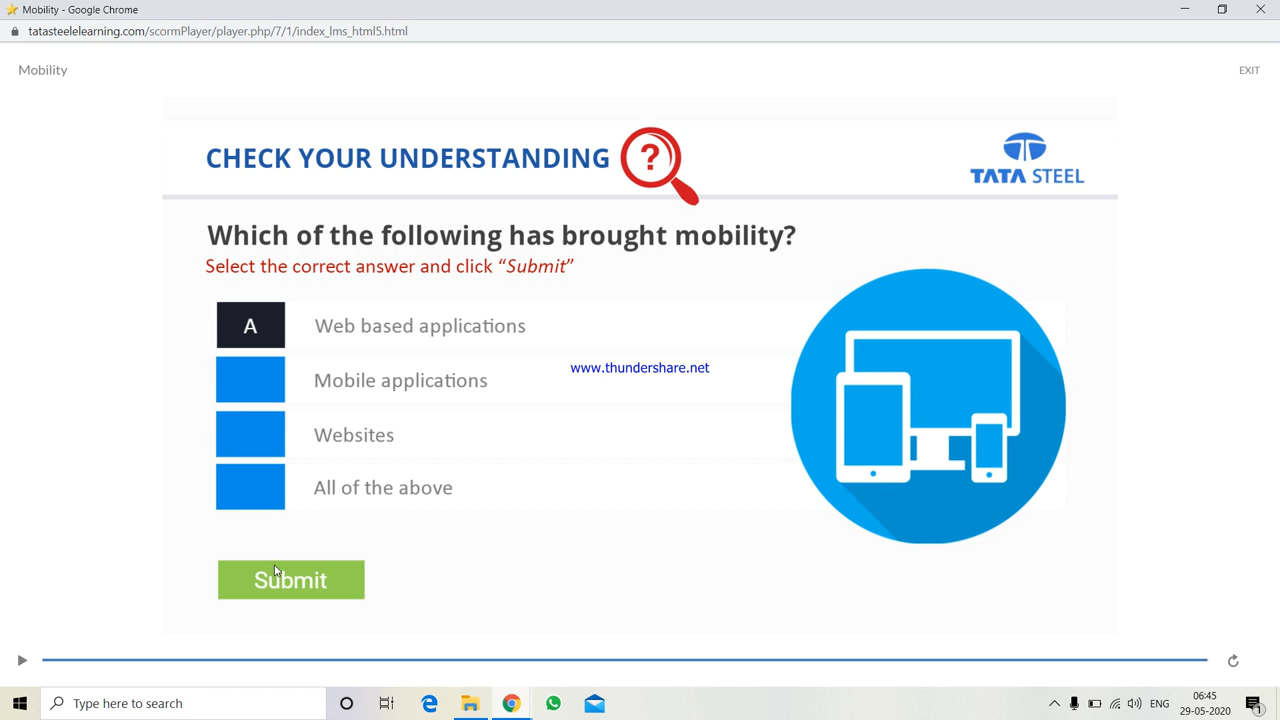 Mobility - Google Chrome
tatasteelelearning.com/scormPlayer/player.php/7/1/index_lms_html5.html
Mobility
EXIT
CHECK YOUR UNDERSTANDING
?
TATA STEEL
Which of the following has brought mobility?
Select the correct answer and click “Submit”
A Web based applications
www.thundershare.net
Mobile applications
Websites
All of the above
Submit
Type here to search
ENG
06:45
29-05-2020
1